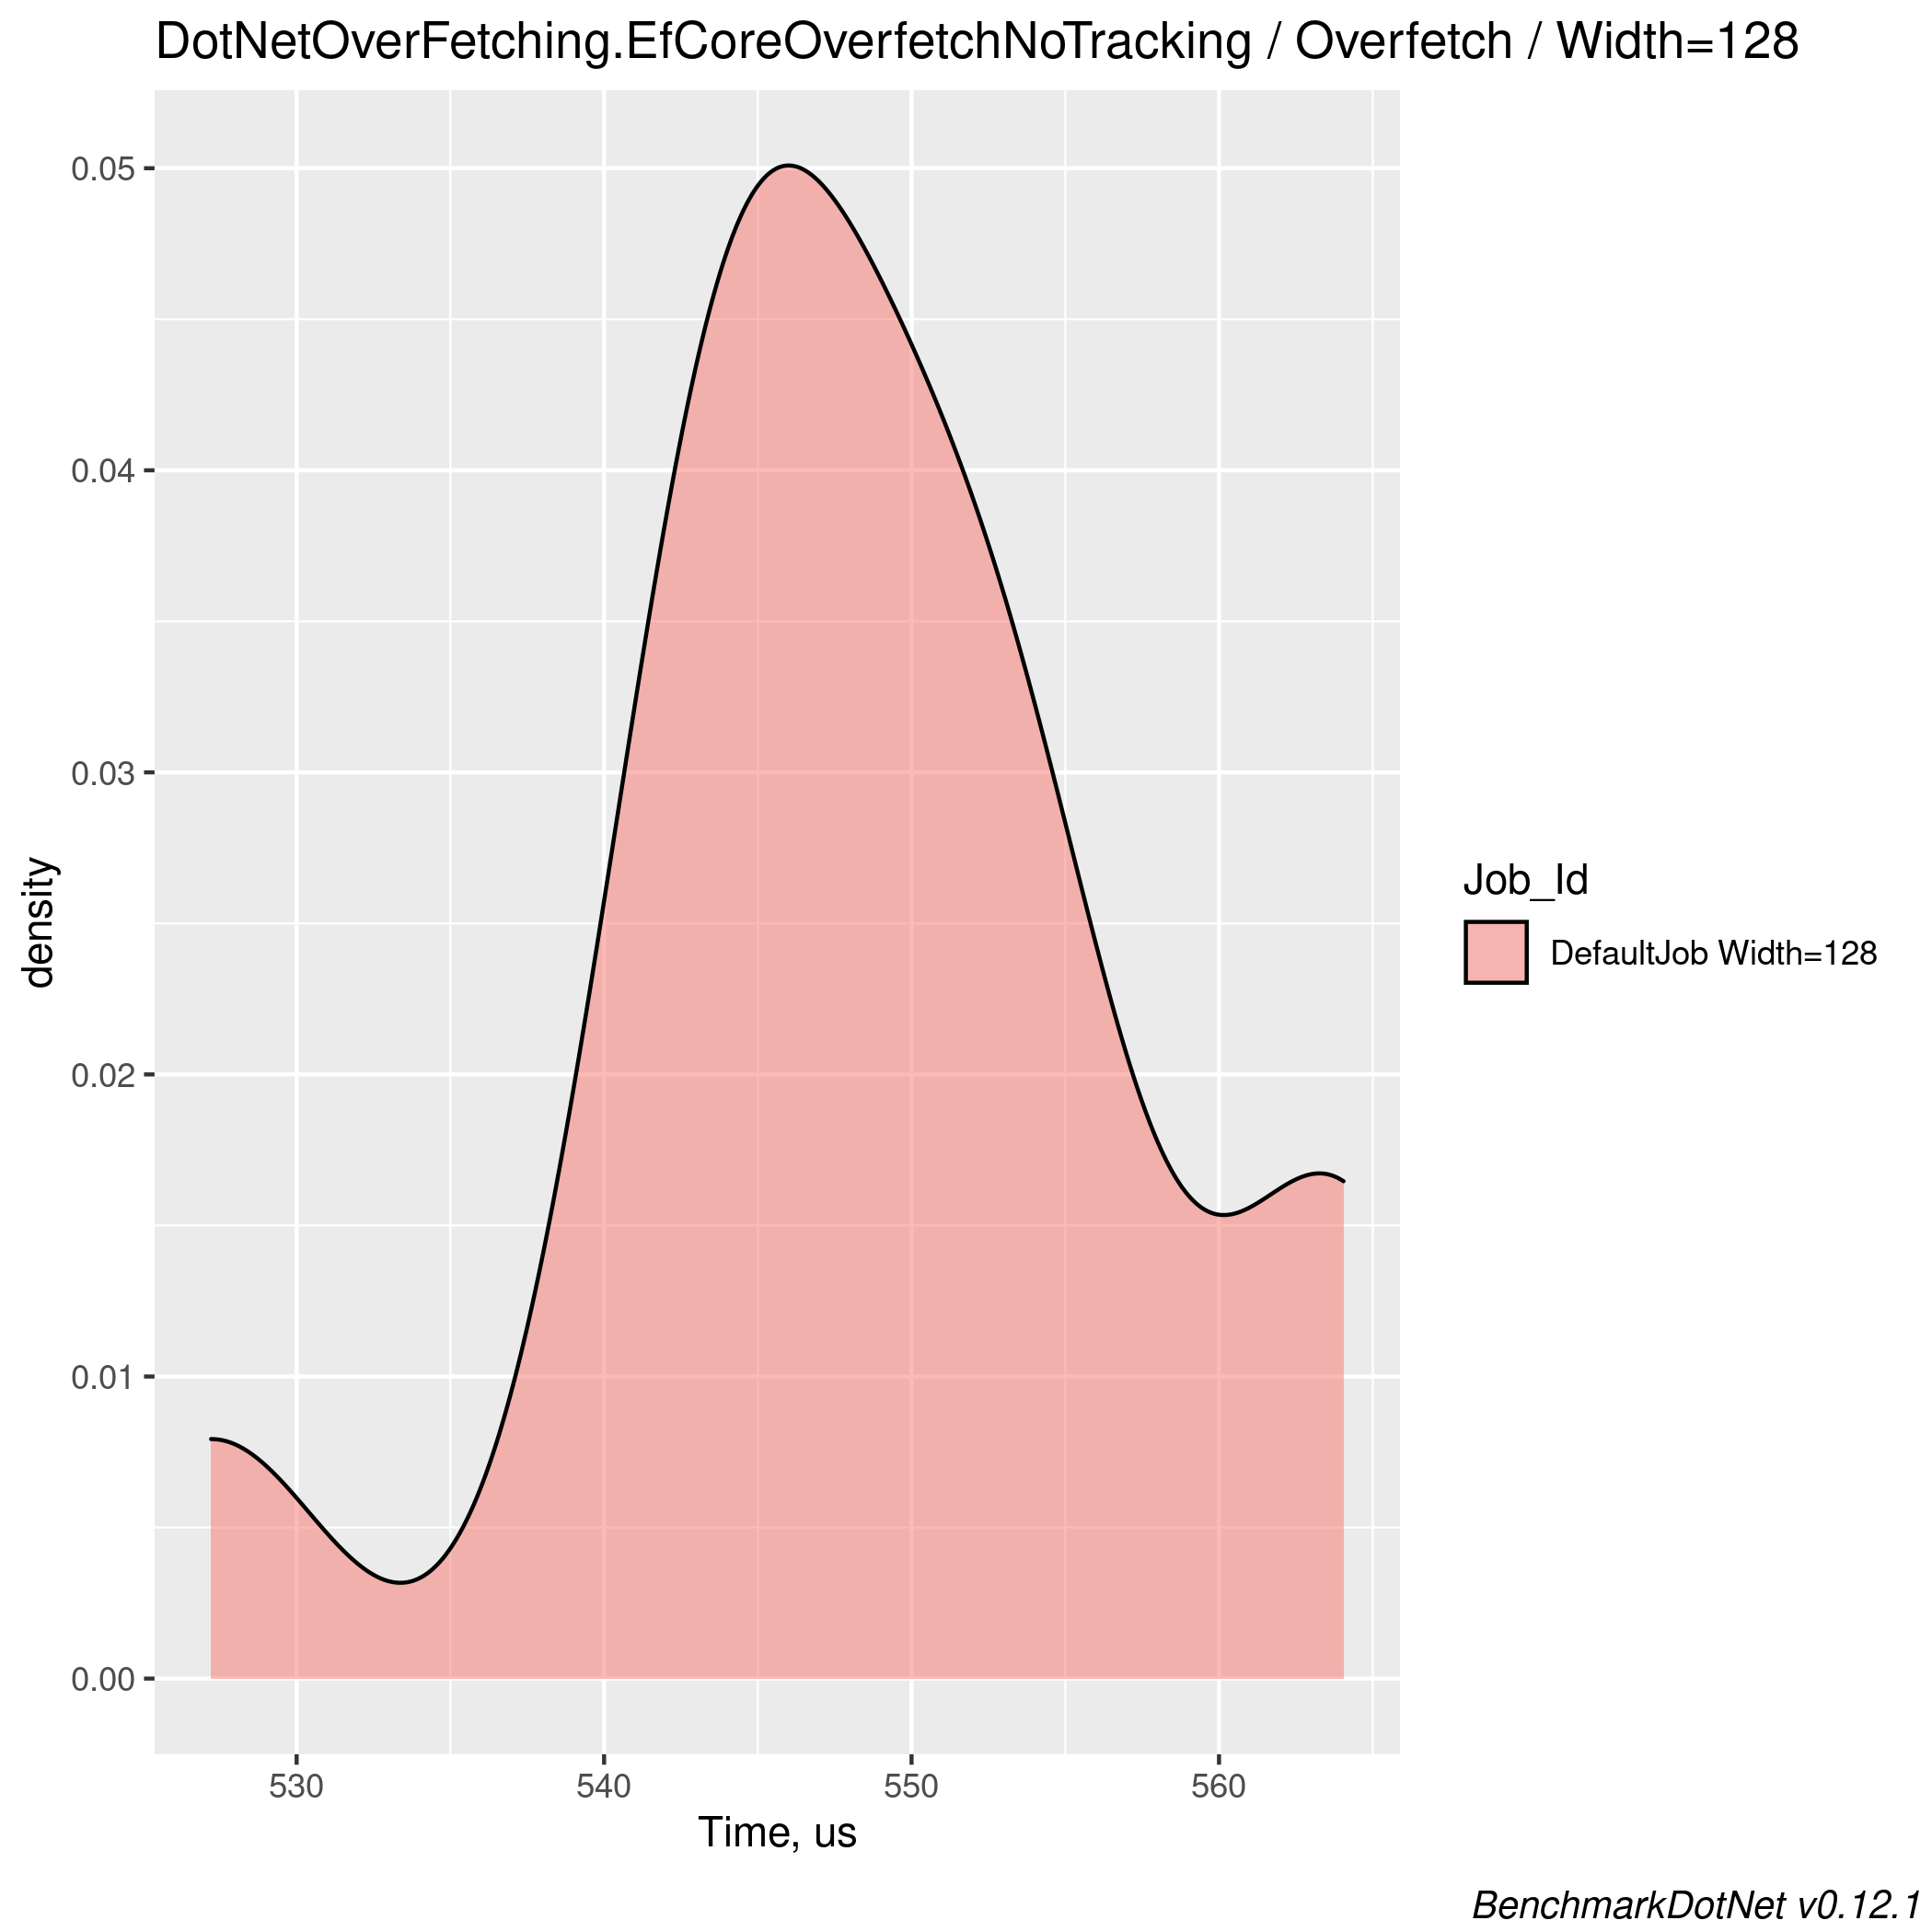 DotNetOverFetching.EfCoreOverfetchNoTracking / Overfetch / Width=128
0.05
0.04
0.03
0.02
0.01
0.00
density
530 540 550 560
Time, us
Job_Id
DefaultJob Width=128
BenchmarkDotNet v0.12.1